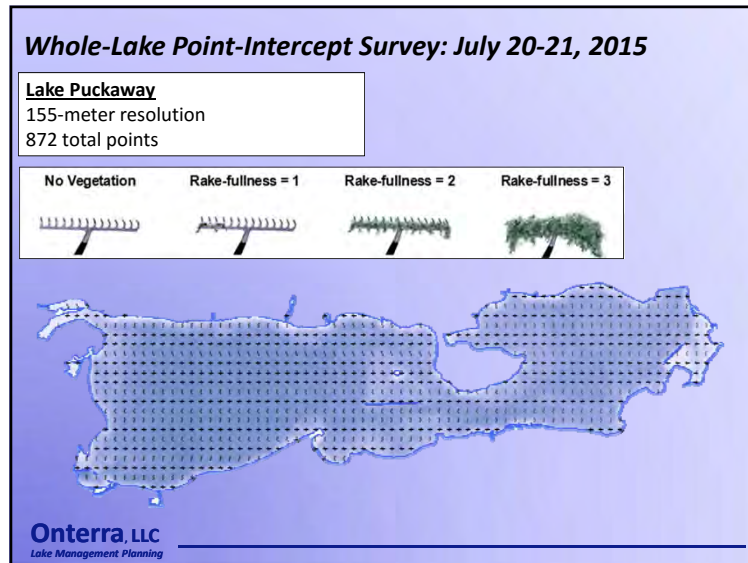 Whole-Lake Point-Intercept Survey: July 20-21, 2015
Lake Puckaway
155-meter resolution
872 total points
No Vegetation Rake-fullness = 1 Rake-fullness = 2 Rake-fullness = 3
Onterra, LLC
Lake Management Planning